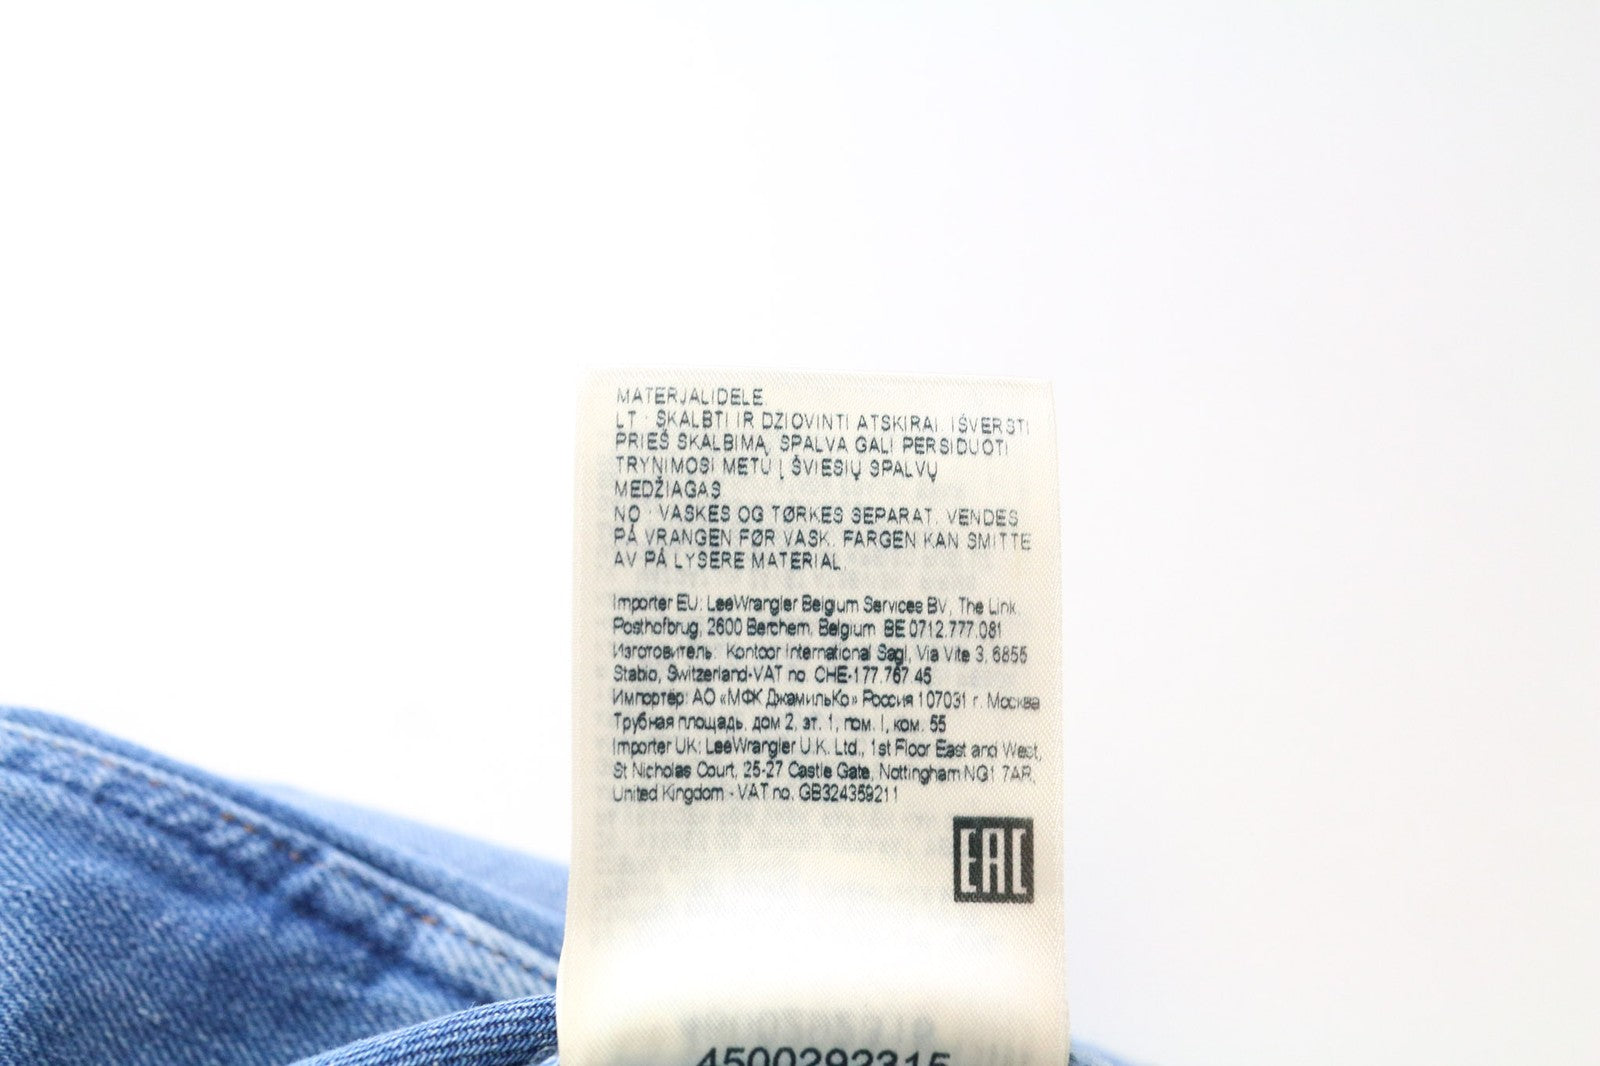 MATERJALIDELE
LT : SKALBTI IR DŽIOVINTI ATSKIRAI. IŠVERSTI
PRIEŠ SKALBIMĄ, SPALVA GALI PERSIDUOTI
TRYNIMOSI METU Į ŠVIESIŲ SPALVŲ
MEDŽIAGAS
NO : VASKES OG TØRKES SEPARAT. VENDES
PÅ VRANGEN FØR VASK. FARGEN KAN SMITTE
AV PÅ LYSERE MATERIAL.
Importer EU: LeeWrangler Belgium Services BV, The Link,
Posthofbrug, 2600 Berchem, Belgium BE 0712.777.081
Изготовитель: Kontoor International Sagl, Via Vite 3, 6855
Stabio, Switzerland-VAT no. CHE-177.767.45
Импортер: АО «МФК ДжамильКо» Россия 107031 г. Москва
Трубная площадь, дом 2, эт. 1, пом. I, ком. 55
Importer UK: LeeWrangler U.K. Ltd., 1st Floor East and West,
St Nicholas Court, 25-27 Castle Gate, Nottingham NG1 7AR,
United Kingdom - VAT no. GB324359211
EAC
4500292315